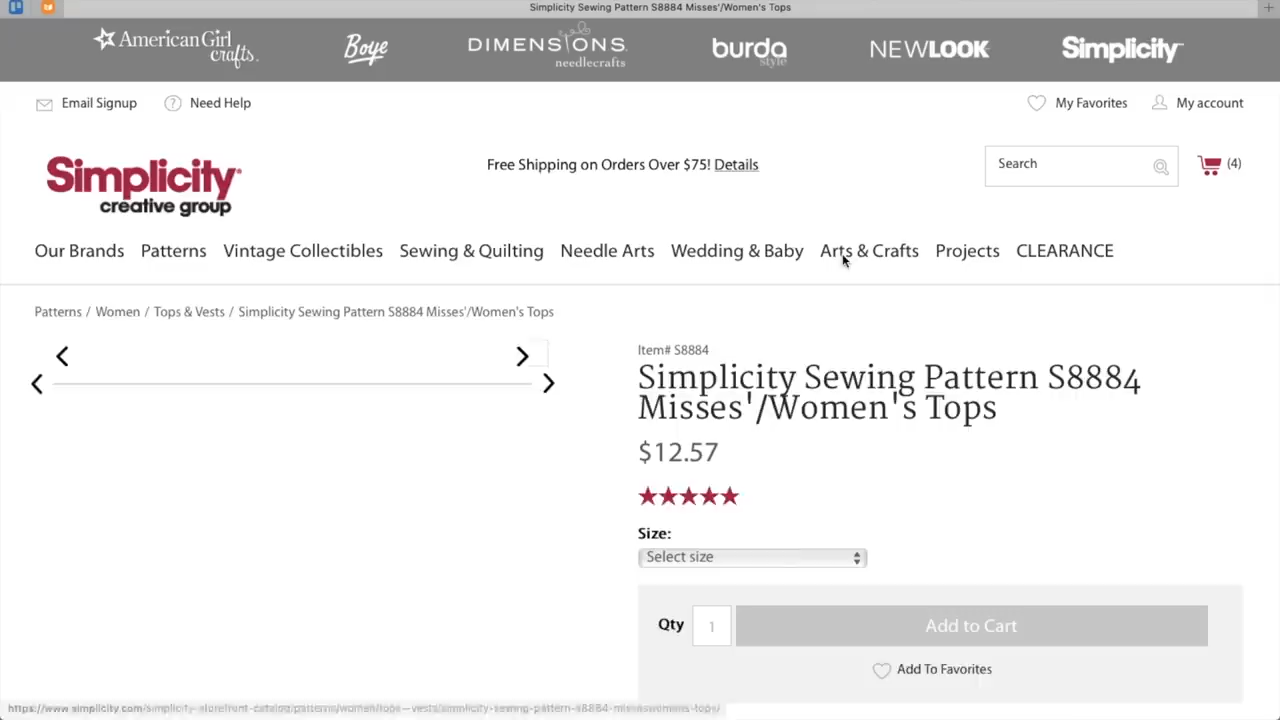 Simplicity Sewing Pattern S8884 Misses'/Women's Tops
American Girl crafts
Boye
DIMENSIONS needlecrafts
burda style
NEWLOOK
Simplicity
Email Signup
Need Help
My Favorites
My account
Simplicity
creative group
Free Shipping on Orders Over $75! Details
Search
(4)
Our Brands
Patterns
Vintage Collectibles
Sewing & Quilting
Needle Arts
Wedding & Baby
Arts & Crafts
Projects
CLEARANCE
Patterns / Women / Tops & Vests / Simplicity Sewing Pattern S8884 Misses'/Women's Tops
Item# S8884
Simplicity Sewing Pattern S8884
Misses'/Women's Tops
$12.57
Size:
Select size
Qty
1
Add to Cart
Add To Favorites